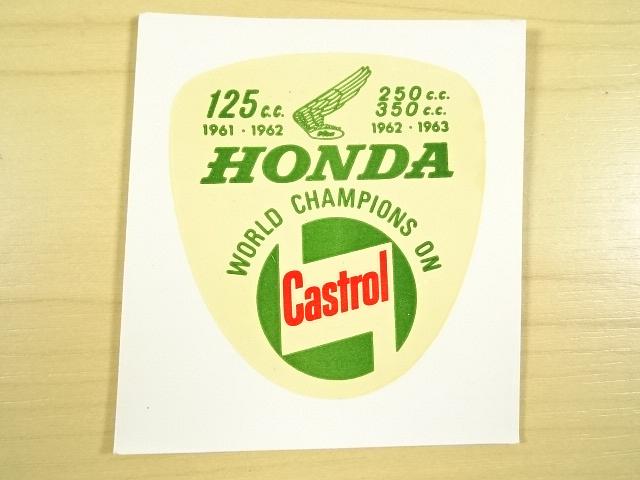 125 c.c.
1961 · 1962
250 c.c.
350 c.c.
1962 · 1963
HONDA
WORLD CHAMPIONS ON
Castrol